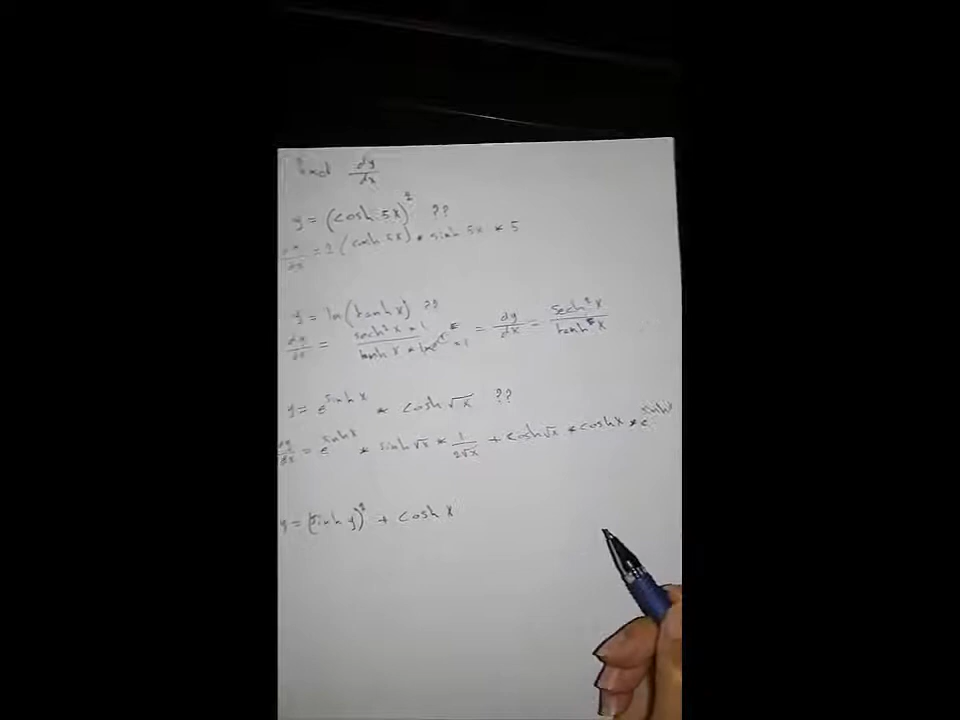 find dy/dx
y = (cosh 5x)² ??
dy/dx = 2(cosh 5x) * sinh 5x * 5
y = ln(tanh x) ??
dy/dx = sech² x * 1 / tanh x * = dy/dx = sech² x / tanh x
y = e^sinh x * cosh √x ??
dy/dx = e^sinh x * sinh √x * 1/2√x + cosh √x * cosh x * e^sinh x
y = (sinh y)² + cosh x